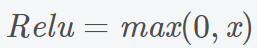 Relu = max(0, x)